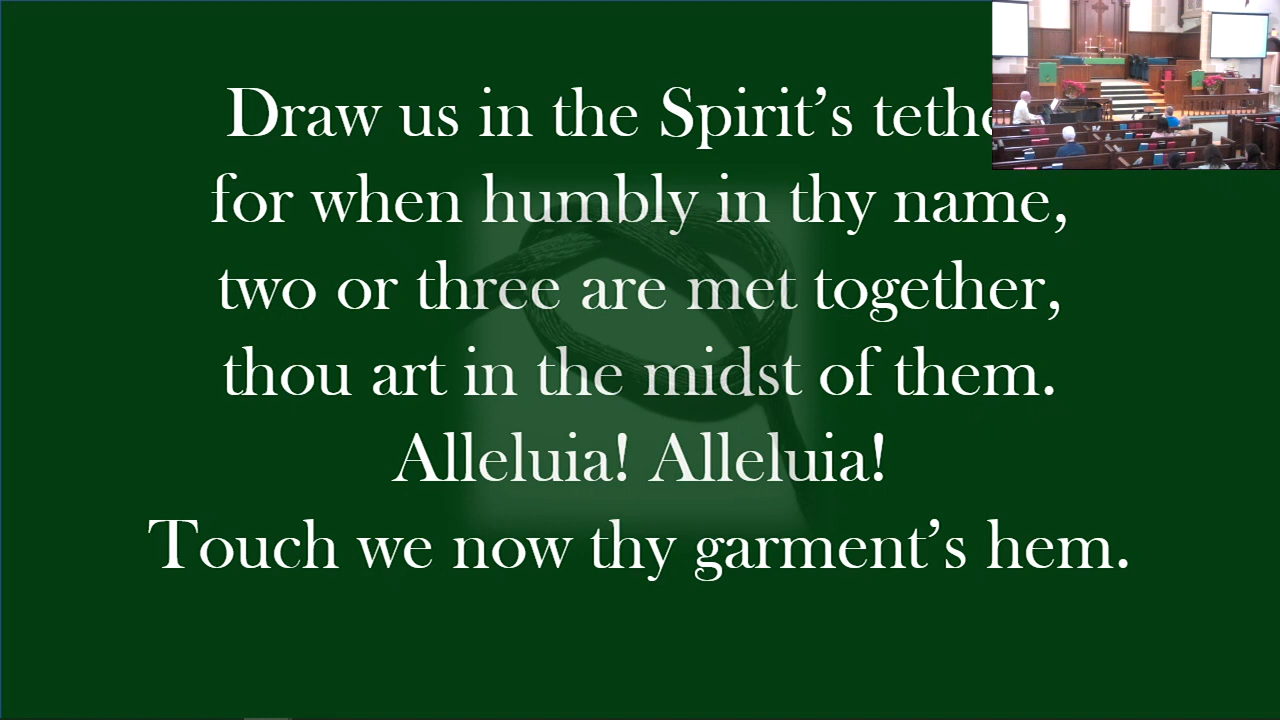 Draw us in the Spirit's
for when humbly in thy name,
two or three are met together,
thou art in the midst of them.
Alleluia! Alleluia!
Touch we now thy garment's hem.